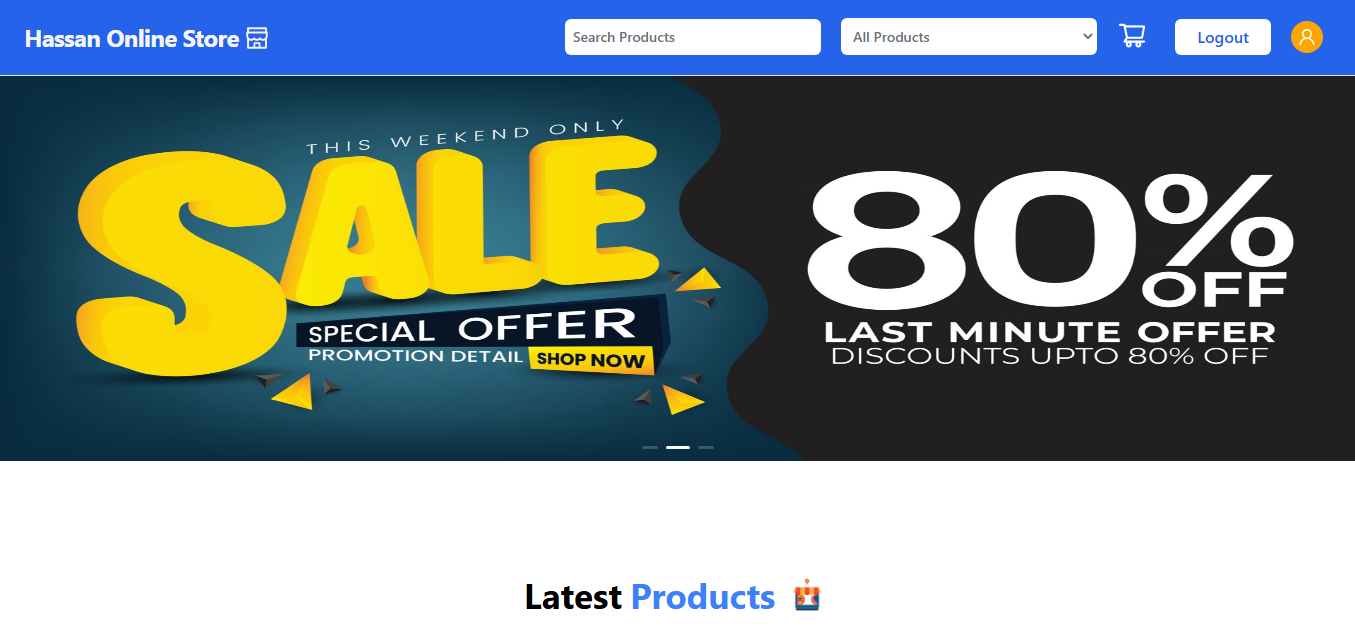 Hassan Online Store
Search Products
All Products
Logout
THIS WEEKEND ONLY
SALE
SPECIAL OFFER
PROMOTION DETAIL SHOP NOW
80%
OFF
LAST MINUTE OFFER
DISCOUNTS UPTO 80% OFF
Latest Products